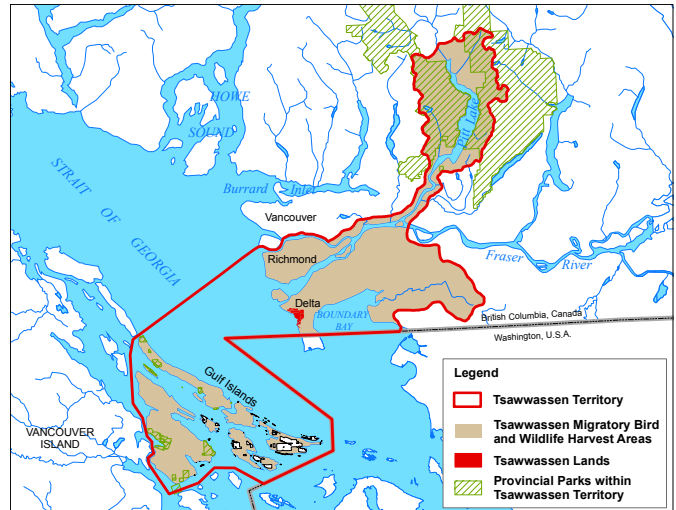 HOWE
SOUND
Pitt Lake
STRAIT OF GEORGIA
Burrard Inlet
Vancouver
Fraser
River
Richmond
Delta
BOUNDARY
BAY
British Columbia, Canada
Washington, U.S.A.
Gulf Islands
VANCOUVER
ISLAND
Legend
Tsawwassen Territory
Tsawwassen Migratory Bird
and Wildlife Harvest Areas
Tsawwassen Lands
Provincial Parks within
Tsawwassen Territory